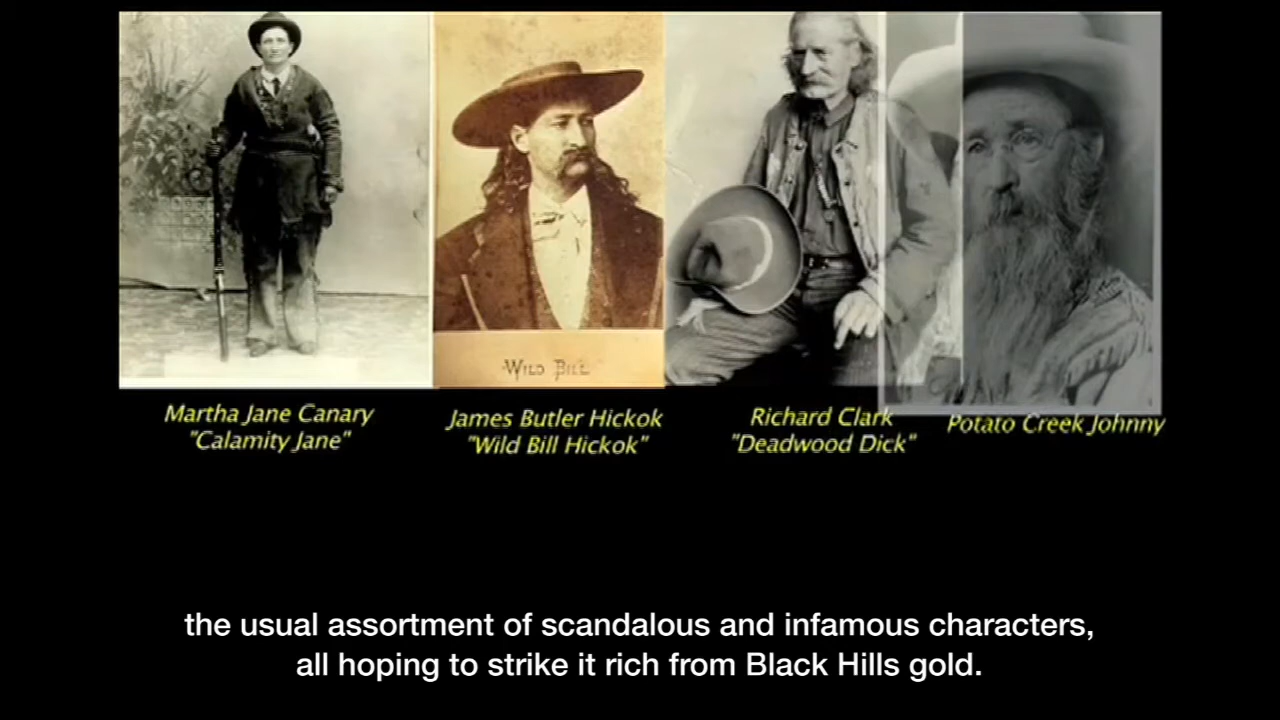 WILD BILL
Martha Jane Canary
"Calamity Jane"
James Butler Hickok
"Wild Bill Hickok"
Richard Clark
"Deadwood Dick"
Potato Creek Johnny
the usual assortment of scandalous and infamous characters,
all hoping to strike it rich from Black Hills gold.